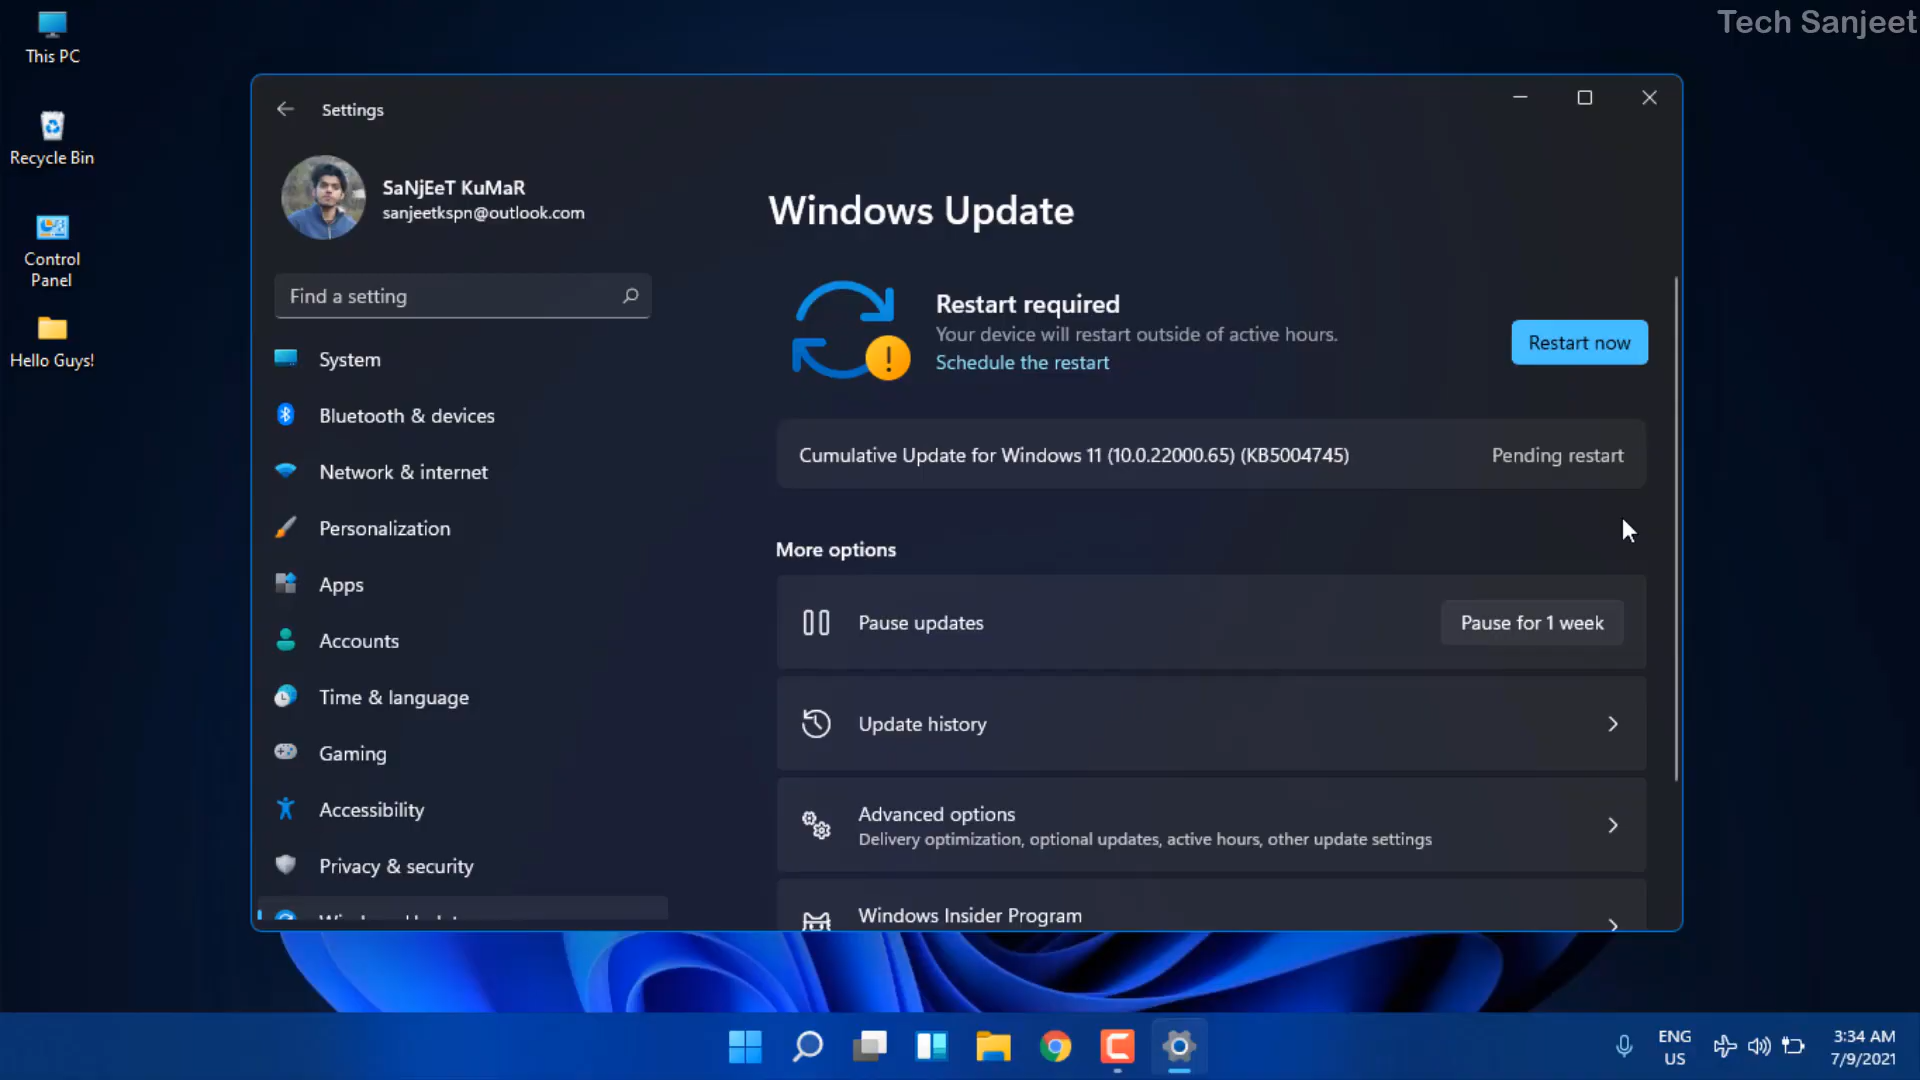 Tech Sanjeet
This PC
Recycle Bin
Control
Panel
Hello Guys!
Settings
SaNjEeT KuMaR
sanjeetkspn@outlook.com
Find a setting
System
Bluetooth & devices
Network & internet
Personalization
Apps
Accounts
Time & language
Gaming
Accessibility
Privacy & security
Windows Update
Windows Update
Restart required
Your device will restart outside of active hours.
Schedule the restart
Restart now
Cumulative Update for Windows 11 (10.0.22000.65) (KB5004745)
Pending restart
More options
Pause updates
Pause for 1 week
Update history
Advanced options
Delivery optimization, optional updates, active hours, other update settings
Windows Insider Program
ENG
US
3:34 AM
7/9/2021